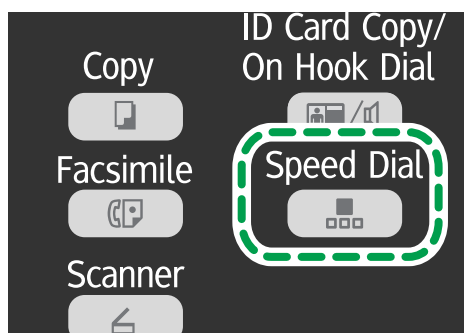 ID Card Copy/
Copy
On Hook Dial
Facsimile
Speed Dial
Scanner